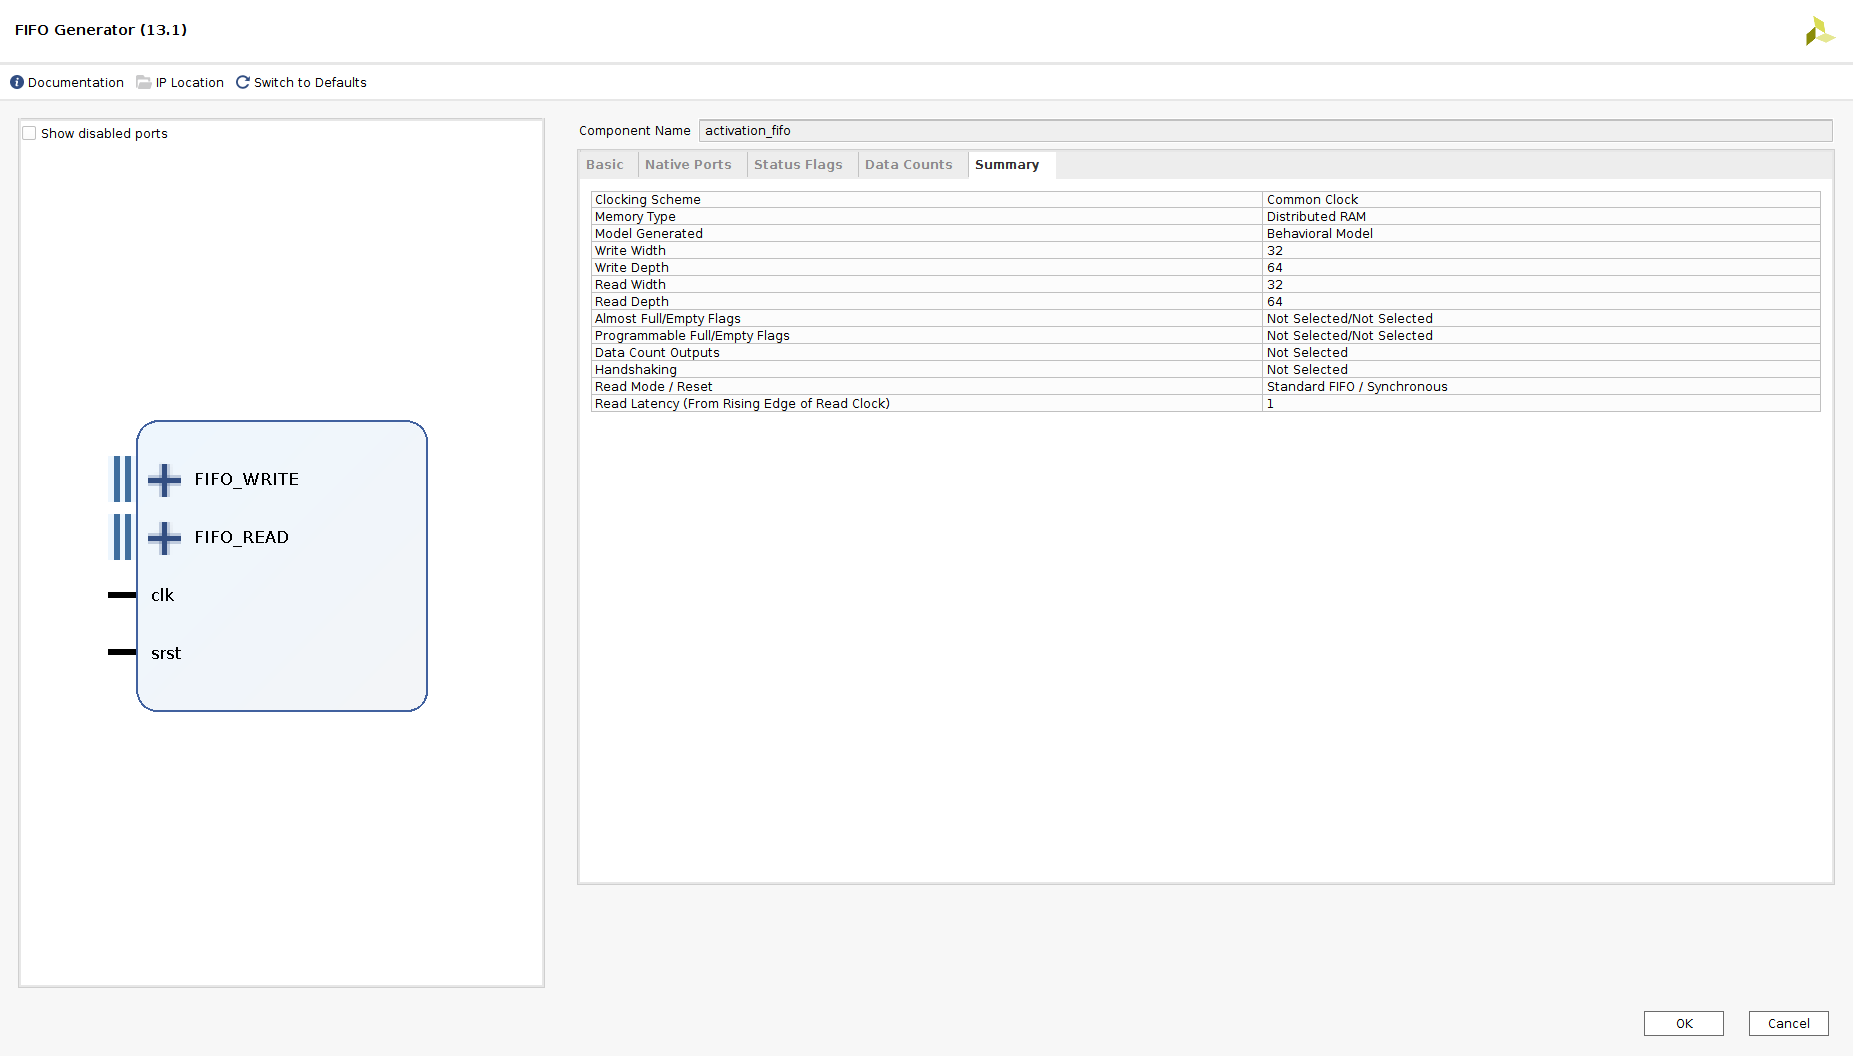 FIFO Generator (13.1)
Documentation IP Location Switch to Defaults
Show disabled ports
FIFO_WRITE
FIFO_READ
clk
srst
Component Name activation_fifo
Basic Native Ports Status Flags Data Counts Summary
Clocking Scheme Common Clock
Memory Type Distributed RAM
Model Generated Behavioral Model
Write Width 32
Write Depth 64
Read Width 32
Read Depth 64
Almost Full/Empty Flags Not Selected/Not Selected
Programmable Full/Empty Flags Not Selected/Not Selected
Data Count Outputs Not Selected
Handshaking Not Selected
Read Mode / Reset Standard FIFO / Synchronous
Read Latency (From Rising Edge of Read Clock) 1
OK Cancel